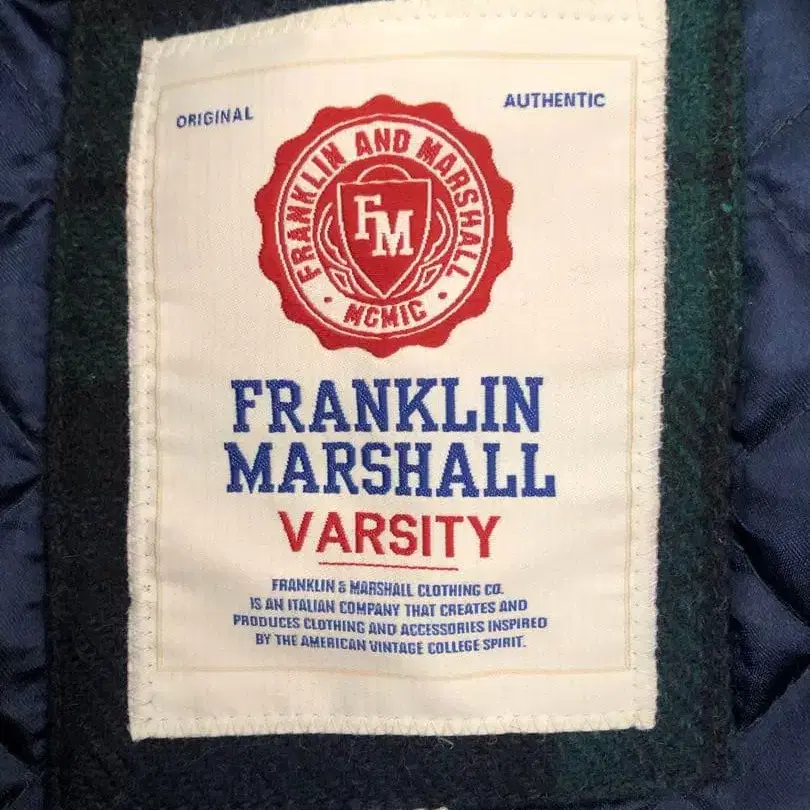 ORIGINAL
AUTHENTIC
FRANKLIN AND MARSHALL
FM
• MCMIC •
FRANKLIN
MARSHALL
VARSITY
FRANKLIN & MARSHALL CLOTHING CO.
IS AN ITALIAN COMPANY THAT CREATES AND
PRODUCES CLOTHING AND ACCESSORIES INSPIRED
BY THE AMERICAN VINTAGE COLLEGE SPIRIT.